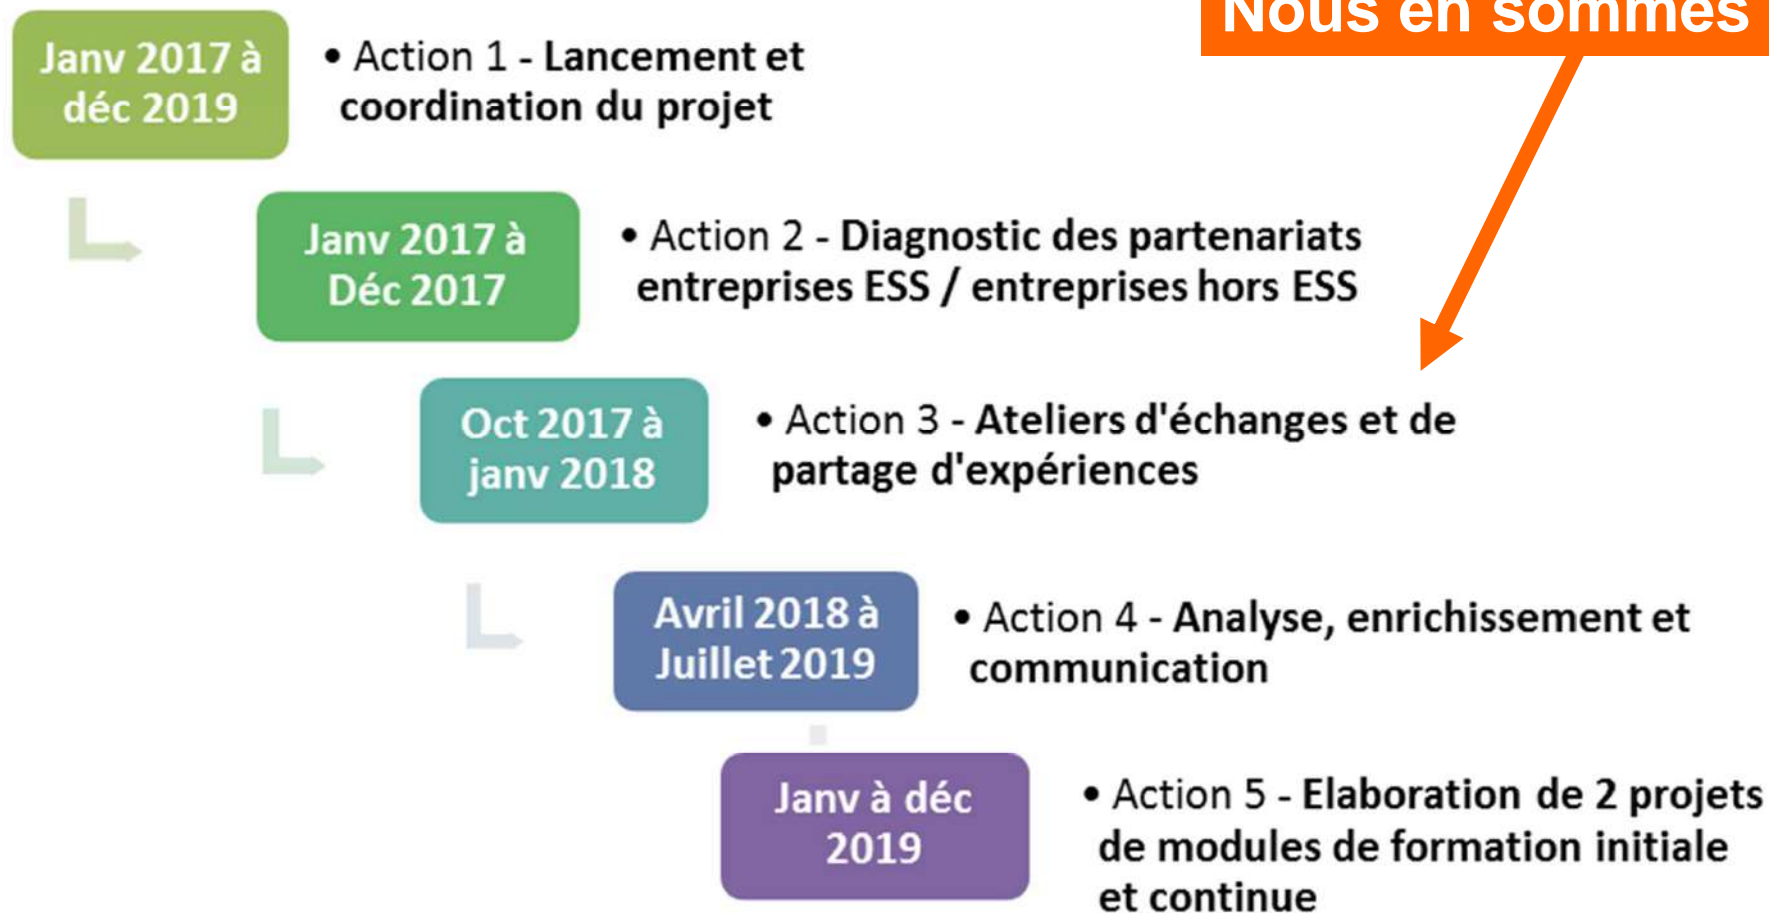 Nous en sommes
Janv 2017 à
déc 2019
• Action 1 - Lancement et
coordination du projet
Janv 2017 à
Déc 2017
• Action 2 - Diagnostic des partenariats
entreprises ESS / entreprises hors ESS
Oct 2017 à
janv 2018
• Action 3 - Ateliers d'échanges et de
partage d'expériences
Avril 2018 à
Juillet 2019
• Action 4 - Analyse, enrichissement et
communication
Janv à déc
2019
• Action 5 - Elaboration de 2 projets
de modules de formation initiale
et continue